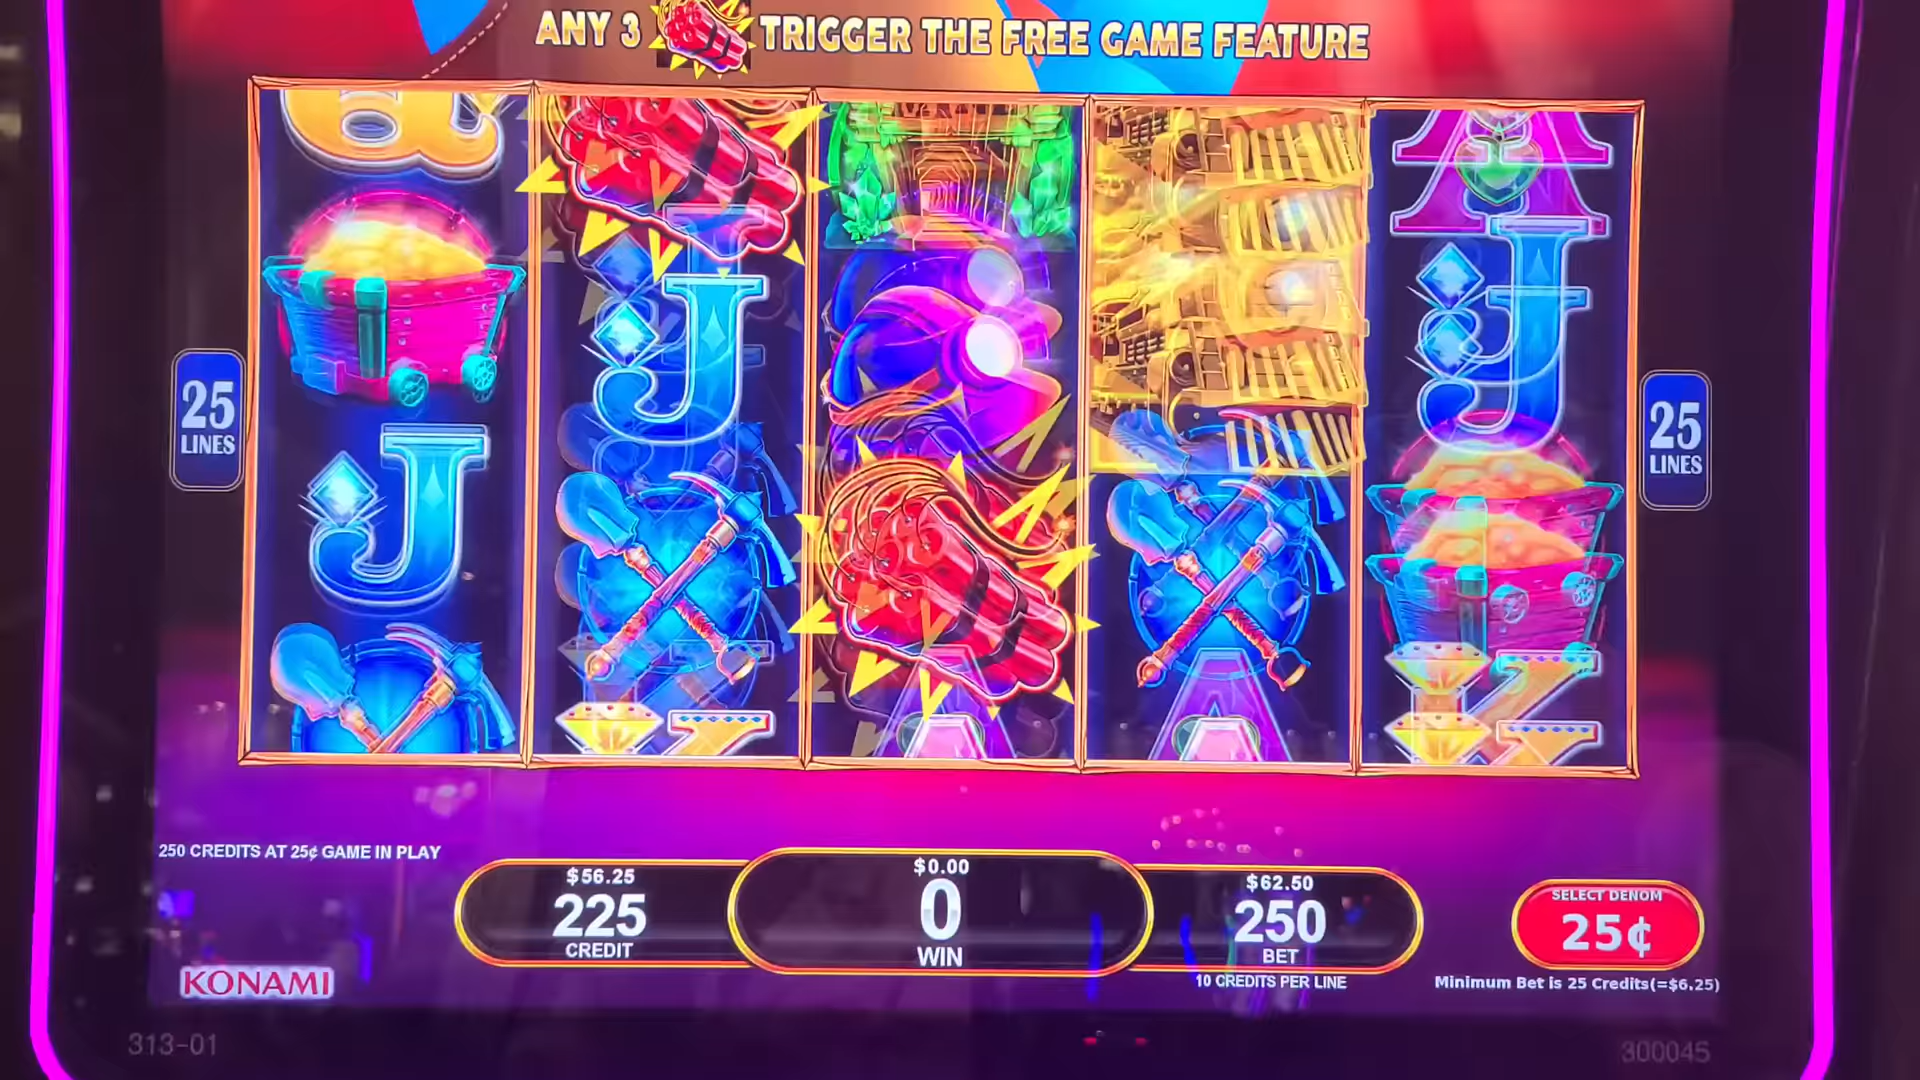 ANY 3 TRIGGER THE FREE GAME FEATURE
A
J
J
J
J
25
LINES
25
LINES
J
K
K
K
A
A
250 CREDITS AT 25¢ GAME IN PLAY
$56.25
225
CREDIT
$0.00
0
WIN
$62.50
250
BET
10 CREDITS PER LINE
SELECT DENOM
25¢
Minimum Bet is 25 Credits(=$6.25)
KONAMI
313-01
300045